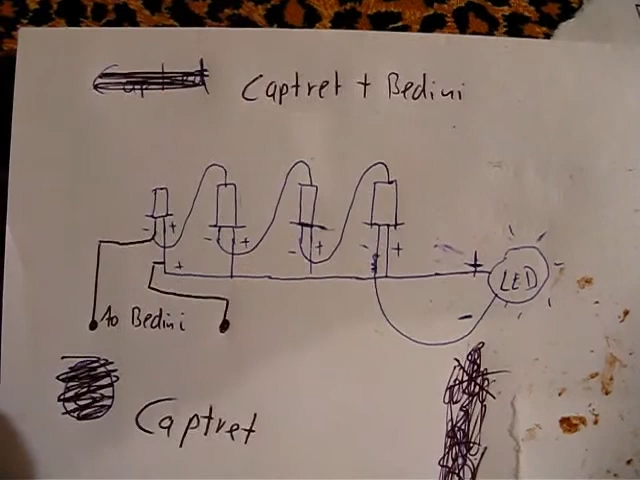 Captret + Bedini
- + - + - + - +
+ +
LED
-
to Bedini
Captret